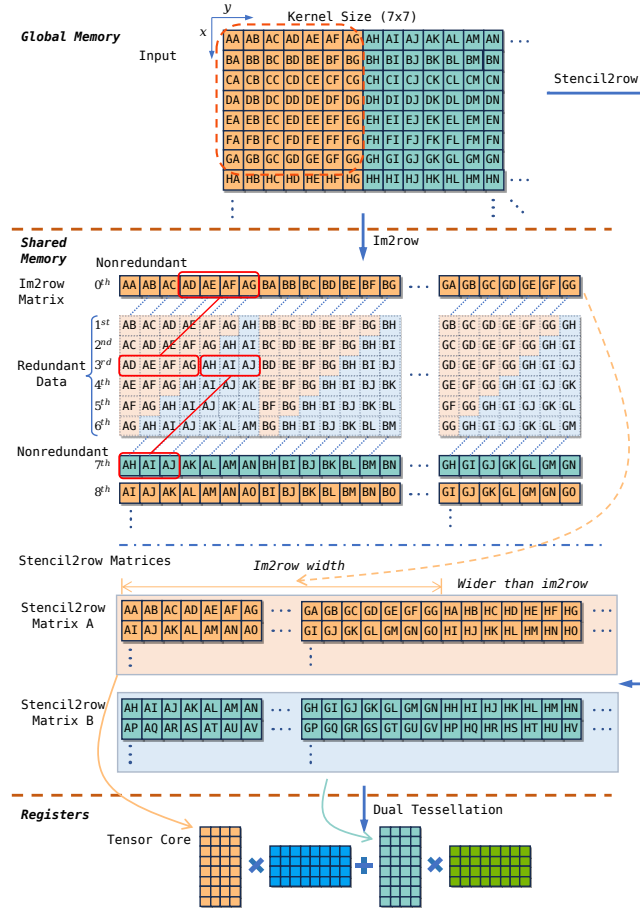 y
Kernel Size (7x7)
Global Memory
x
Input
AA AB AC AD AE AF AG AH AI AJ AK AL AM AN ...
BA BB BC BD BE BF BG BH BI BJ BK BL BM BN
CA CB CC CD CE CF CG CH CI CJ CK CL CM CN
Stencil2row
DA DB DC DD DE DF DG DH DI DJ DK DL DM DN
EA EB EC ED EE EF EG EH EI EJ EK EL EM EN
FA FB FC FD FE FF FG FH FI FJ FK FL FM FN
GA GB GC GD GE GF GG GH GI GJ GK GL GM GN
HA HB HC HD HE HF HG HH HI HJ HK HL HM HN ...
Shared Memory
Im2row
Nonredundant
Im2row Matrix
0th AA AB AC AD AE AF AG BA BB BC BD BE BF BG ... GA GB GC GD GE GF GG
1st AB AC AD AE AF AG AH BB BC BD BE BF BG BH GB GC GD GE GF GG GH
2nd AC AD AE AF AG AH AI BC BD BE BF BG BH BI GC GD GE GF GG GH GI
Redundant Data
3rd AD AE AF AG AH AI AJ BD BE BF BG BH BI BJ GD GE GF GG GH GI GJ
4th AE AF AG AH AI AJ AK BE BF BG BH BI BJ BK GE GF GG GH GI GJ GK
5th AF AG AH AI AJ AK AL BF BG BH BI BJ BK BL GF GG GH GI GJ GK GL
6th AG AH AI AJ AK AL AM BG BH BI BJ BK BL BM GG GH GI GJ GK GL GM
Nonredundant
7th AH AI AJ AK AL AM AN BH BI BJ BK BL BM BN ... GH GI GJ GK GL GM GN
8th AI AJ AK AL AM AN AO BI BJ BK BL BM BN BO GI GJ GK GL GM GN GO
Stencil2row Matrices
Im2row width
Wider than im2row
Stencil2row Matrix A
AA AB AC AD AE AF AG ... GA GB GC GD GE GF GG HA HB HC HD HE HF HG ...
AI AJ AK AL AM AN AO GI GJ GK GL GM GN GO HI HJ HK HL HM HN HO
Stencil2row Matrix B
AH AI AJ AK AL AM AN ... GH GI GJ GK GL GM GN HH HI HJ HK HL HM HN ...
AP AQ AR AS AT AU AV ... GP GQ GR GS GT GU GV HP HQ HR HS HT HU HV ...
Registers
Dual Tessellation
Tensor Core